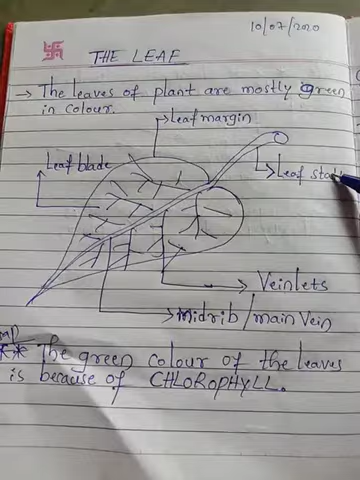 10/07/2020
THE LEAF
→ The leaves of plant are mostly green
in colour.
Leaf margin
Leaf blade
Leaf
Veinlets
midrib/main vein
** The green colour of the leaves
is because of CHLOROPHYLL.